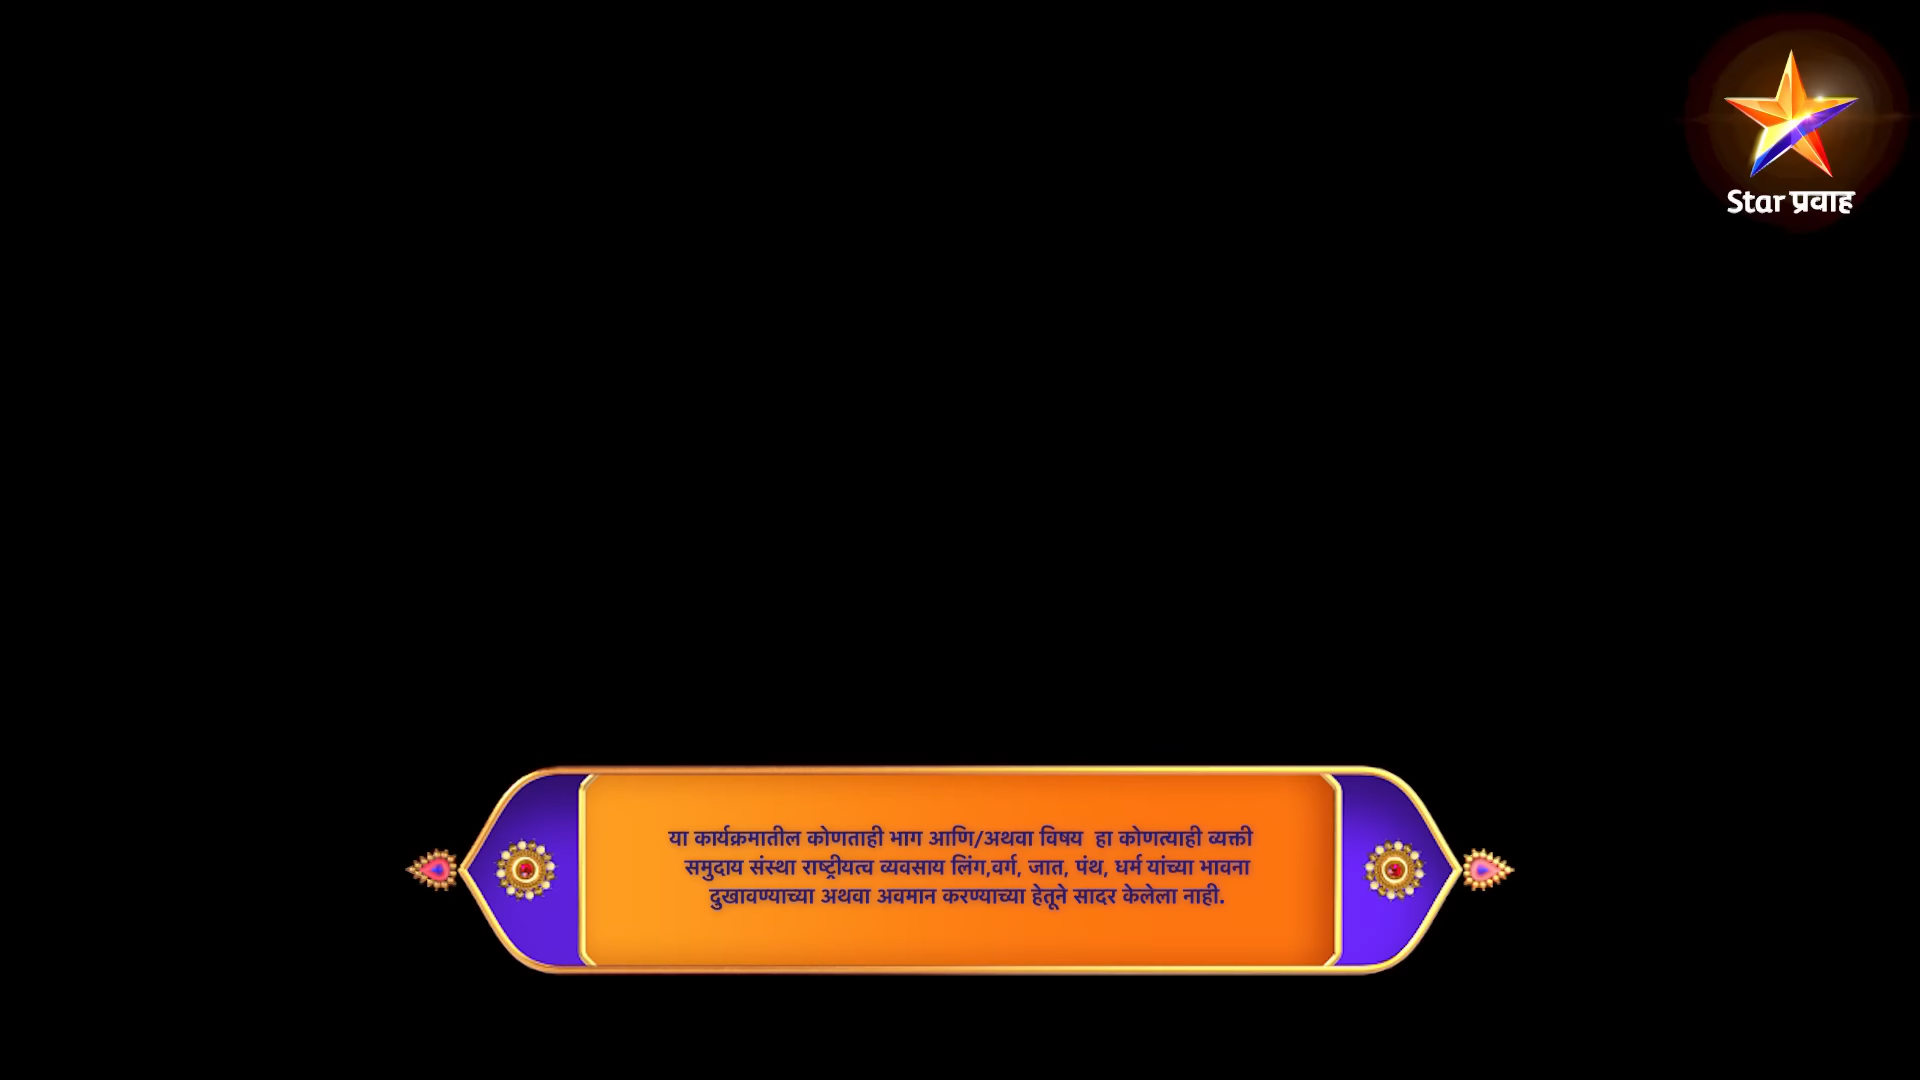 Star प्रवाह
या कार्यक्रमातील कोणताही भाग आणि/अथवा विषय हा कोणत्याही व्यक्ती
समुदाय संस्था राष्ट्रीयत्व व्यवसाय लिंग,वर्ग, जात, पंथ, धर्म यांच्या भावना
दुखावण्याच्या अथवा अवमान करण्याच्या हेतूने सादर केलेला नाही.